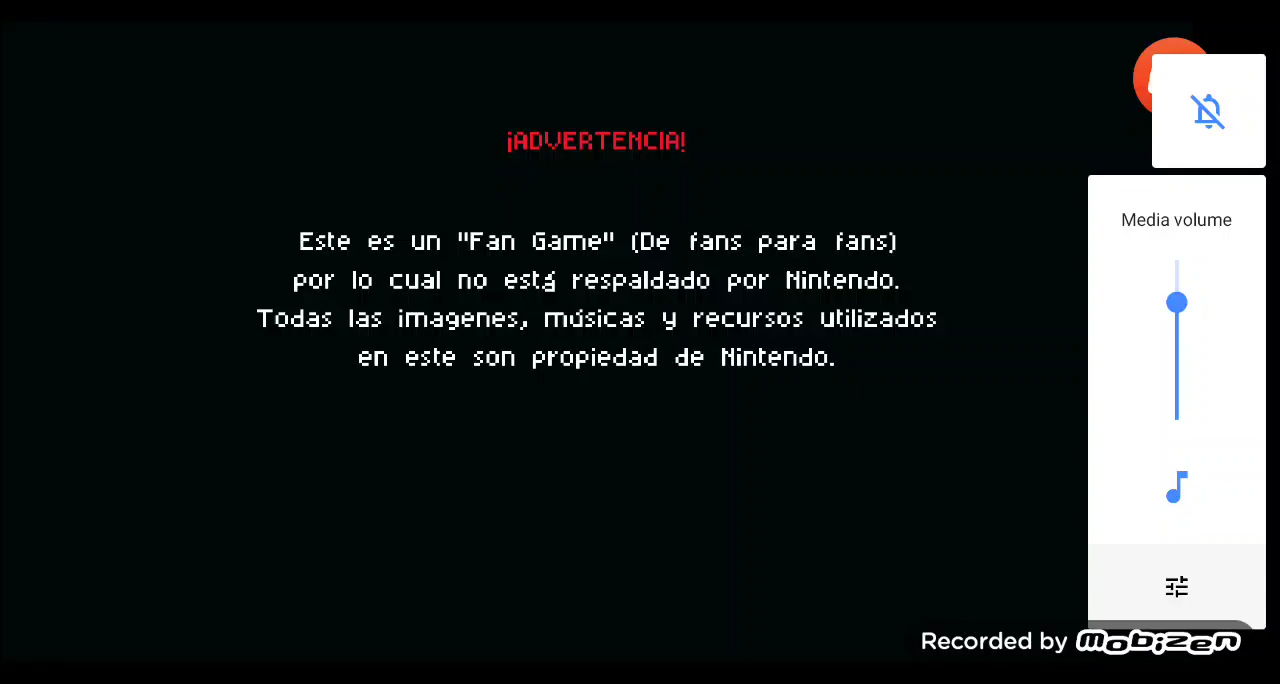 ¡ADVERTENCIA!
Este es un "Fan Game" (De fans para fans)
por lo cual no está respaldado por Nintendo.
Todas las imagenes, músicas y recursos utilizados
en este son propiedad de Nintendo.
Media volume
Recorded by Mobizen